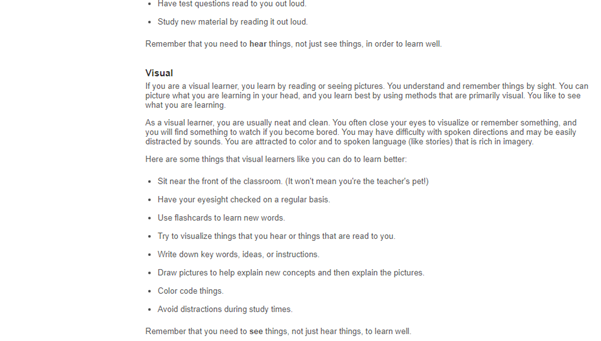 Have test questions read to you out loud.
Study new material by reading it out loud.
Remember that you need to hear things, not just see things, in order to learn well.
Visual
If you are a visual learner, you learn by reading or seeing pictures. You understand and remember things by sight. You can
picture what you are learning in your head, and you learn best by using methods that are primarily visual. You like to see
what you are learning.
As a visual learner, you are usually neat and clean. You often close your eyes to visualize or remember something, and
you will find something to watch if you become bored. You may have difficulty with spoken directions and may be easily
distracted by sounds. You are attracted to color and to spoken language (like stories) that is rich in imagery.
Here are some things that visual learners like you can do to learn better:
Sit near the front of the classroom. (It won't mean you're the teacher's pet!)
Have your eyesight checked on a regular basis.
Use flashcards to learn new words.
Try to visualize things that you hear or things that are read to you.
Write down key words, ideas, or instructions.
Draw pictures to help explain new concepts and then explain the pictures.
Color code things.
Avoid distractions during study times.
Remember that you need to see things, not just hear things, to learn well.